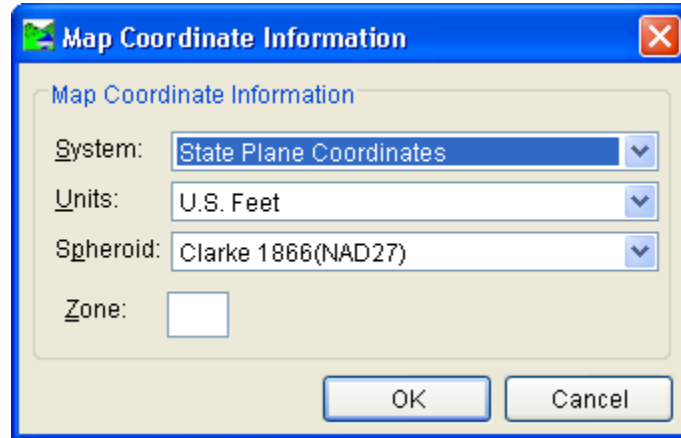 Map Coordinate Information
Map Coordinate Information
System: State Plane Coordinates
Units: U.S. Feet
Spheroid: Clarke 1866(NAD27)
Zone:
OK Cancel